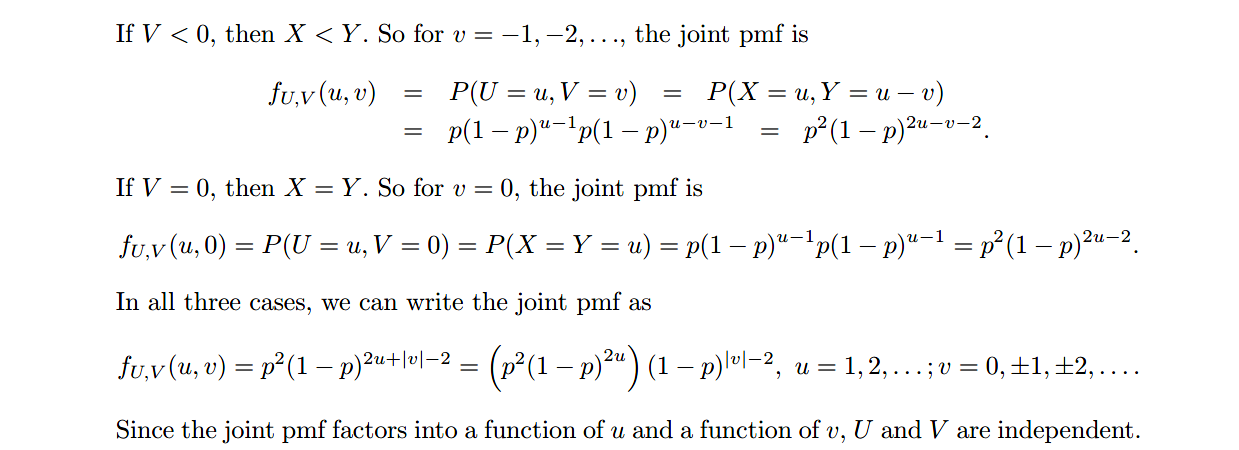 If V < 0, then X < Y. So for v = −1, −2, . . ., the joint pmf is
f_{U,V}(u, v) = P(U = u, V = v) = P(X = u, Y = u − v)
= p(1 − p)^{u−1}p(1 − p)^{u−v−1} = p^2(1 − p)^{2u−v−2}.
If V = 0, then X = Y. So for v = 0, the joint pmf is
f_{U,V}(u, 0) = P(U = u, V = 0) = P(X = Y = u) = p(1 − p)^{u−1}p(1 − p)^{u−1} = p^2(1 − p)^{2u−2}.
In all three cases, we can write the joint pmf as
f_{U,V}(u, v) = p^2(1 − p)^{2u+|v|−2} = (p^2(1 − p)^{2u}) (1 − p)^{|v|−2}, u = 1, 2, . . . ; v = 0, ±1, ±2, . . . .
Since the joint pmf factors into a function of u and a function of v, U and V are independent.